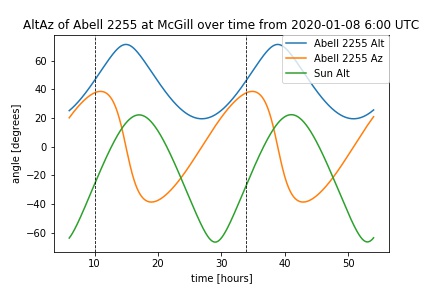 AltAz of Abell 2255 at McGill over time from 2020-01-08 6:00 UTC
Abell 2255 Alt
Abell 2255 Az
Sun Alt
angle [degrees]
60
40
20
0
−20
−40
−60
10
20
30
40
50
time [hours]